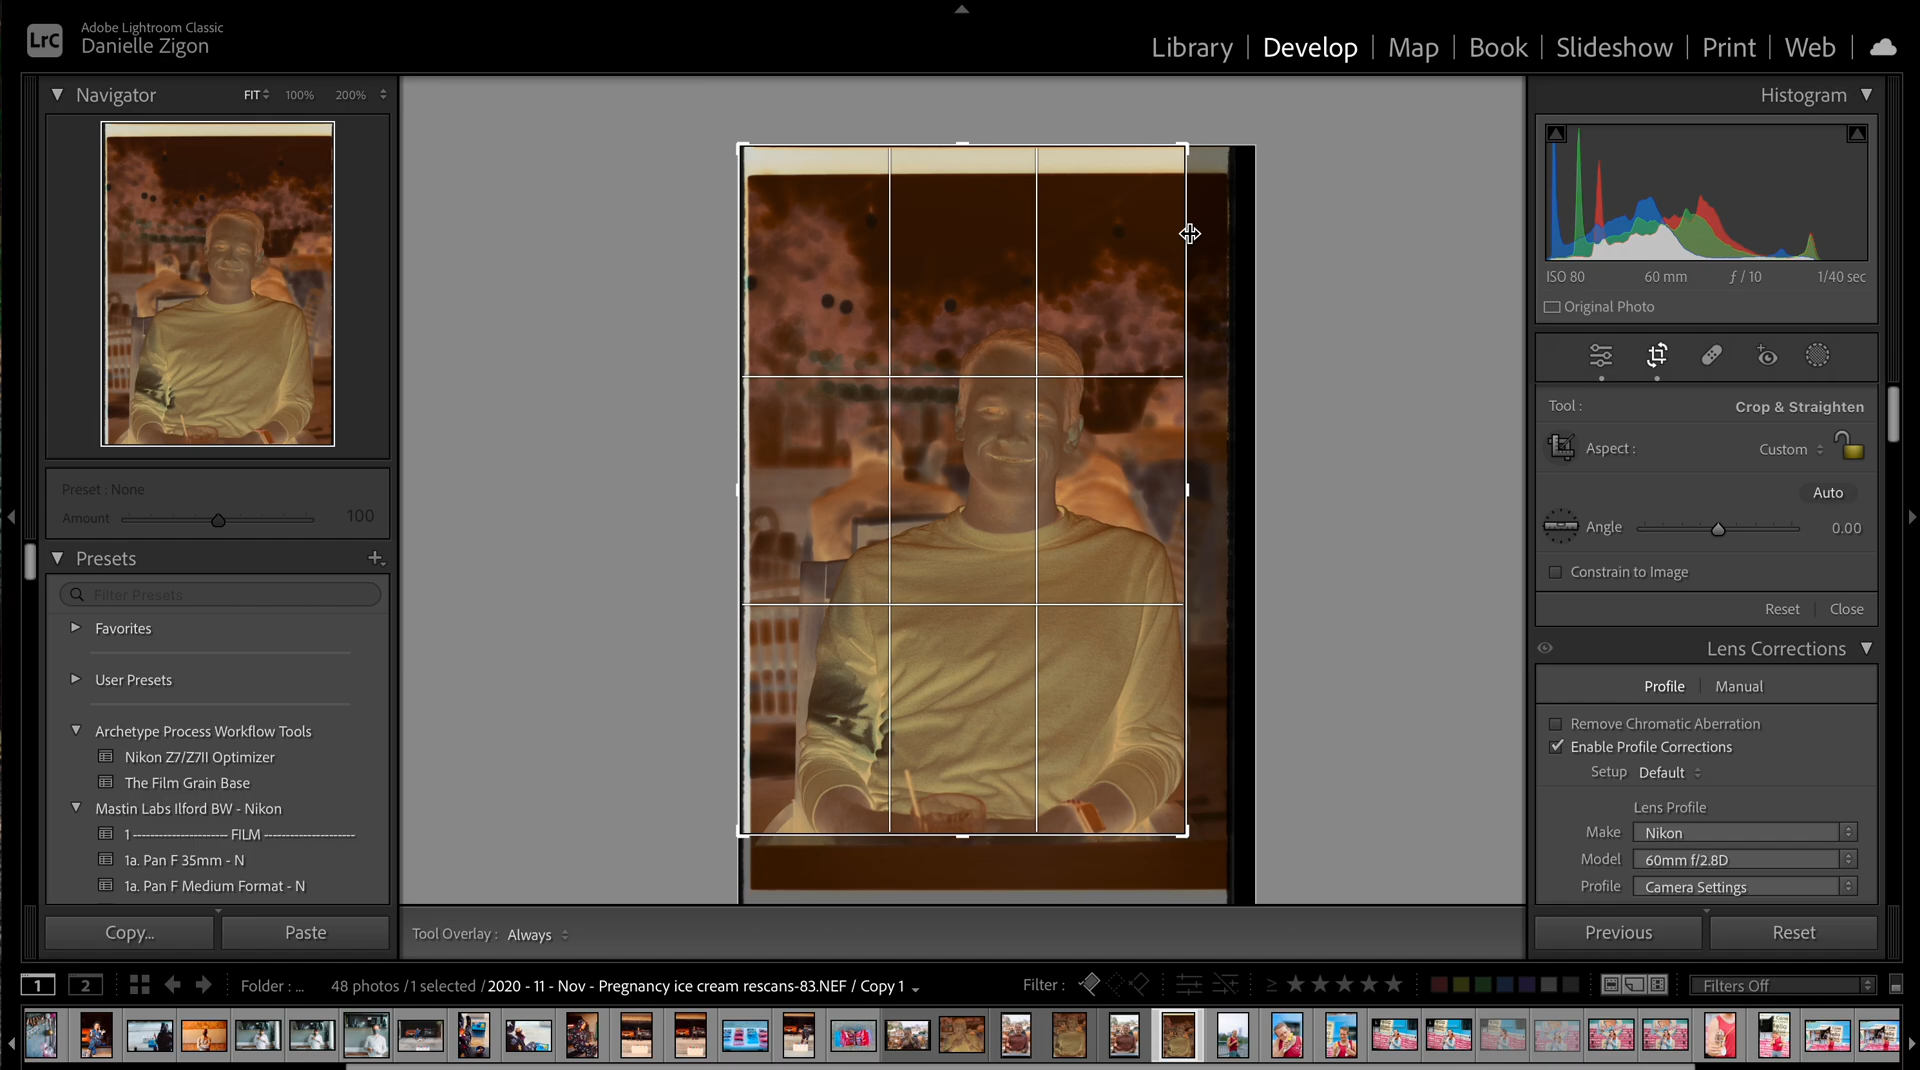 LrC
Adobe Lightroom Classic
Danielle Zigon
Library | Develop | Map | Book | Slideshow | Print | Web
Navigator FIT 100% 200%
Preset : None
Amount 100
Presets +
Filter Presets
Favorites
User Presets
Archetype Process Workflow Tools
Nikon Z7/Z7II Optimizer
The Film Grain Base
Mastin Labs Ilford BW - Nikon
1 ---------------------- FILM --------------------
1a. Pan F 35mm - N
1a. Pan F Medium Format - N
Copy... Paste
Tool Overlay : Always
Histogram
ISO 80 60 mm ƒ / 10 1/40 sec
Original Photo
Tool : Crop & Straighten
Aspect : Custom
Auto
Angle 0.00
Constrain to Image
Reset | Close
Lens Corrections
Profile | Manual
Remove Chromatic Aberration
Enable Profile Corrections
Setup Default
Lens Profile
Make Nikon
Model 60mm f/2.8D
Profile Camera Settings
Previous Reset
1 2 Folder : ... 48 photos / 1 selected / 2020 - 11 - Nov - Pregnancy ice cream rescans-83.NEF / Copy 1 Filter : ≥ Filters Off